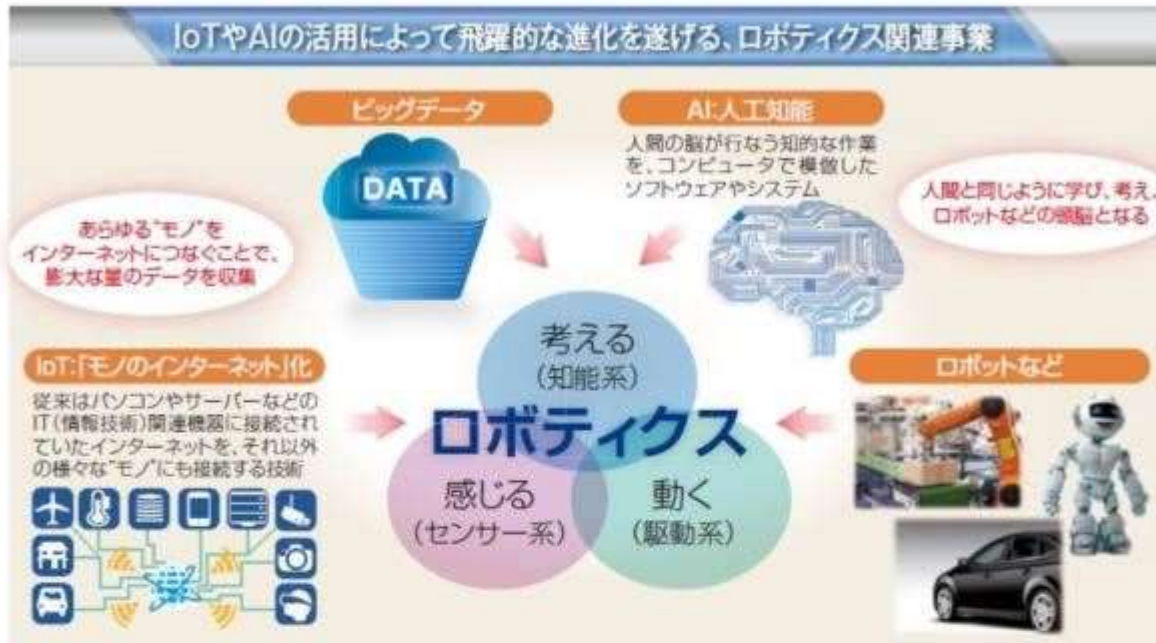 IoTやAIの活用によって飛躍的な進化を遂げる、ロボティクス関連事業
ビッグデータ
DATA
AI:人工知能
人間の脳が行なう知的な作業
を、コンピュータで模倣した
ソフトウェアやシステム
あらゆる“モノ”を
インターネットにつなぐことで、
膨大な量のデータを収集
人間と同じように学び、考え、
ロボットなどの頭脳となる
IoT:「モノのインターネット」化
従来はパソコンやサーバーなどの
IT(情報技術)関連機器に接続され
ていたインターネットを、それ以外
の様々な“モノ”にも接続する技術
考える
(知能系)
ロボティクス
感じる
(センサー系)
動く
(駆動系)
ロボットなど